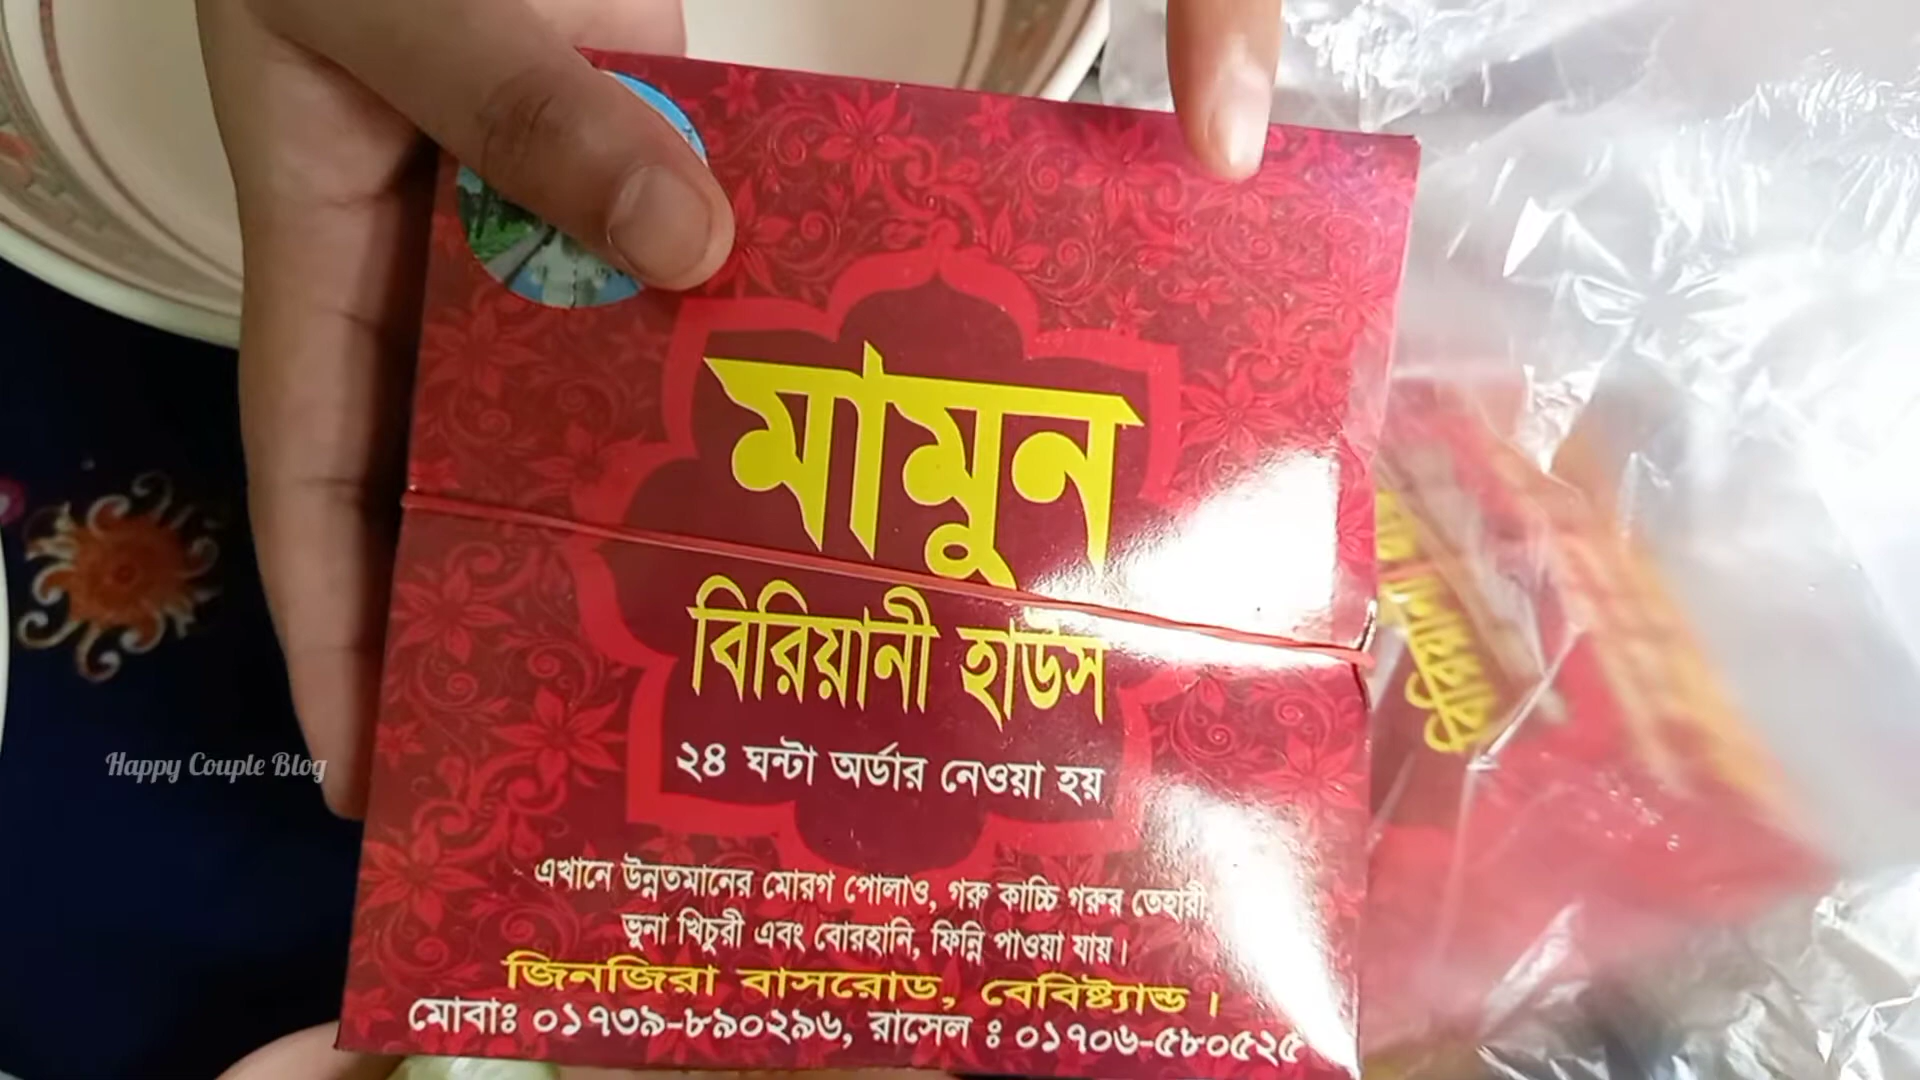 মামুন
বিরিয়ানী হাউস
২৪ ঘন্টা অর্ডার নেওয়া হয়
এখানে উন্নতমানের মোরগ পোলাও, গরু কাচ্চি গরুর তেহারী,
ভুনা খিচুরী এবং বোরহানি, ফিন্নি পাওয়া যায়।
জিনজিরা বাসরোড, বেবিষ্ট্যান্ড।
মোবাঃ ০১৭৩৯-৮৯০২৯৬, রাসেল ঃ ০১৭০৬-৫৮০৫২৫
Happy Couple Blog
বিরিয়ানী